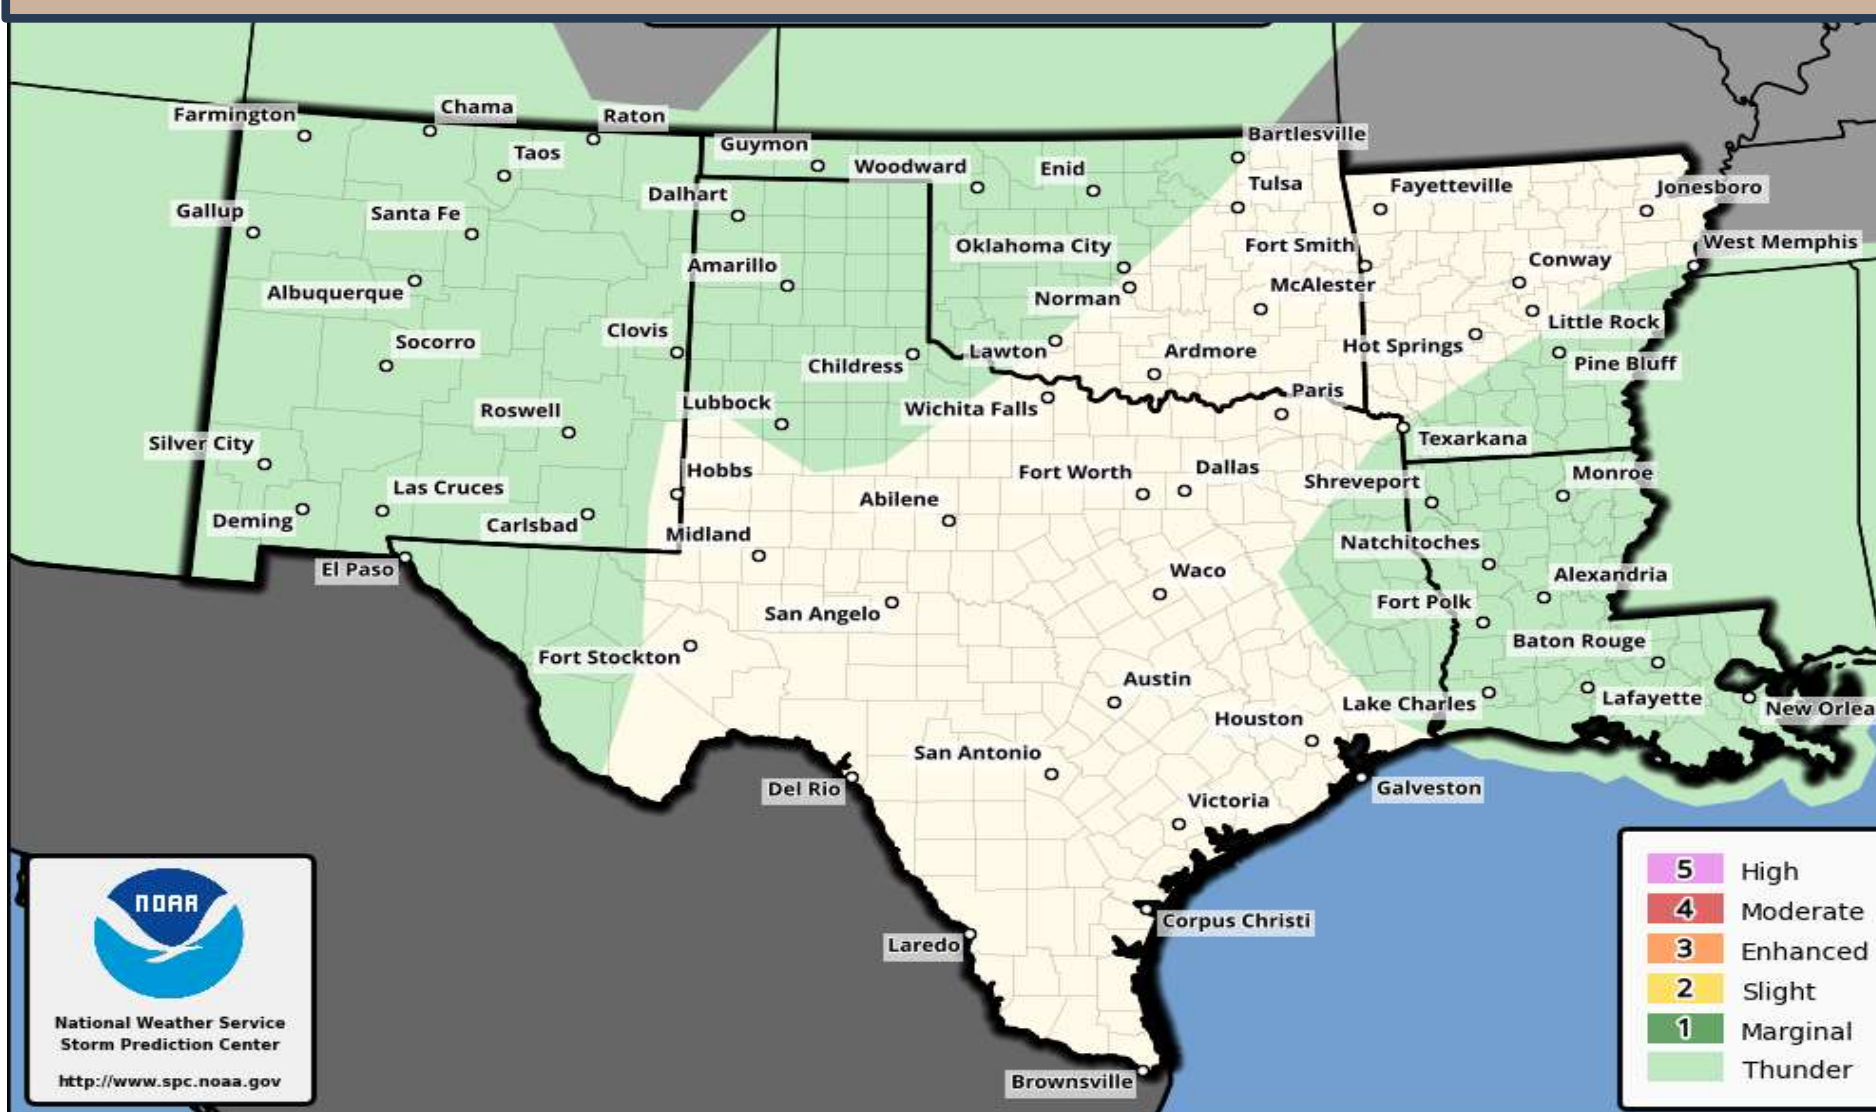 Farmington
Chama
Raton
Taos
Guymon
Woodward
Enid
Bartlesville
Tulsa
Fayetteville
Jonesboro
Gallup
Santa Fe
Dalhart
Oklahoma City
Fort Smith
West Memphis
Albuquerque
Amarillo
Norman
McAlester
Conway
Socorro
Clovis
Childress
Lawton
Ardmore
Hot Springs
Little Rock
Pine Bluff
Roswell
Lubbock
Wichita Falls
Paris
Texarkana
Silver City
Hobbs
Fort Worth
Dallas
Shreveport
Monroe
Las Cruces
Abilene
Deming
Carlsbad
Midland
Natchitoches
El Paso
Waco
Alexandria
San Angelo
Fort Polk
Fort Stockton
Baton Rouge
Austin
Lake Charles
Lafayette
New Orlea
Houston
San Antonio
Del Rio
Galveston
Victoria
Corpus Christi
Laredo
Brownsville
NOAA
National Weather Service
Storm Prediction Center
http://www.spc.noaa.gov
5 High
4 Moderate
3 Enhanced
2 Slight
1 Marginal
Thunder